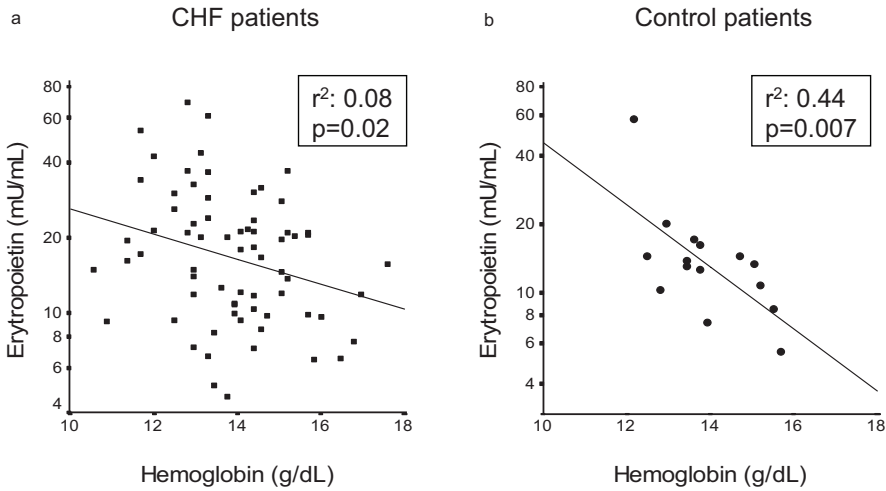 a
CHF patients
r²: 0.08
p=0.02
Erytropoietin (mU/mL)
80
60
40
20
10
8
6
4
10 12 14 16 18
Hemoglobin (g/dL)
b
Control patients
r²: 0.44
p=0.007
Erytropoietin (mU/mL)
80
60
40
20
10
8
6
4
10 12 14 16 18
Hemoglobin (g/dL)